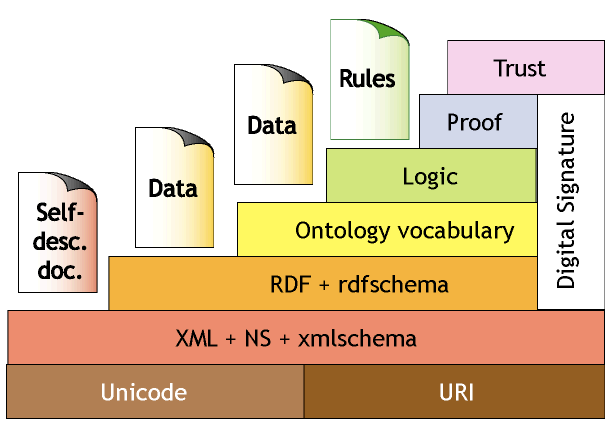 Rules
Trust
Data
Proof
Data
Logic
Digital Signature
Self-
desc.
doc.
Ontology vocabulary
RDF + rdfschema
XML + NS + xmlschema
Unicode
URI